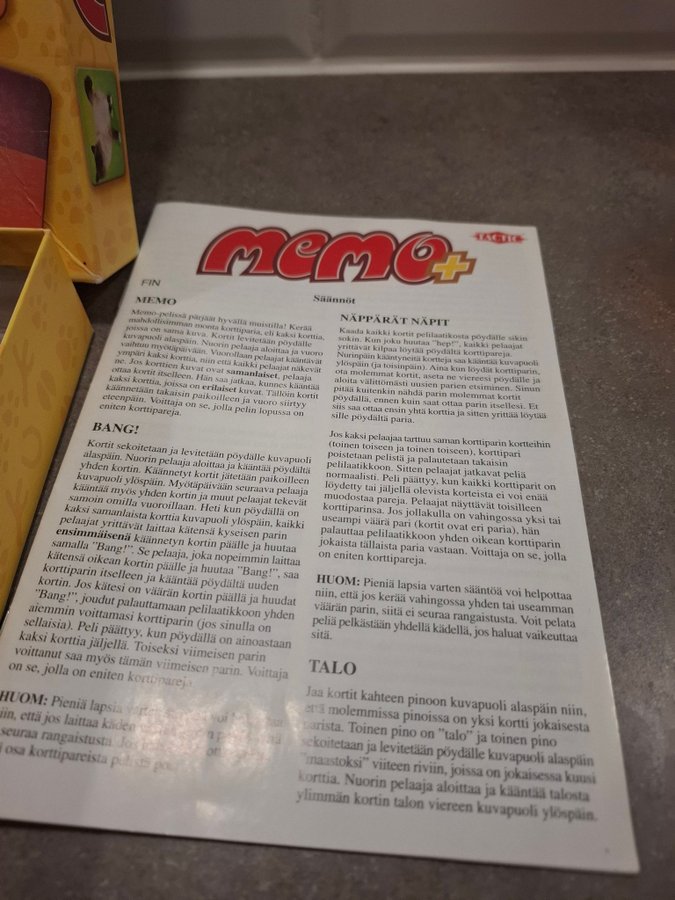 memo+
TACTIC
FIN
Säännöt
MEMO
Memo-pelissä pärjäät hyvällä muistilla! Kerää
mahdollisimman monta korttiparia, eli kaksi korttia,
joissa on sama kuva. Kortit levitetään pöydälle
kuvapuoli alaspäin. Nuorin pelaaja aloittaa ja vuoro
vaihtuu myötäpäivään. Vuorollaan pelaajat kääntävät
ympäri kaksi korttia, niin että kaikki pelaajat näkevät
ne. Jos korttien kuvat ovat samanlaiset, pelaaja
ottaa kortit itselleen. Hän saa jatkaa, kunnes kääntää
kaksi korttia, joissa on erilaiset kuvat. Tällöin kortit
käännetään takaisin paikoilleen ja vuoro siirtyy
eteenpäin. Voittaja on se, jolla pelin lopussa on
eniten korttipareja.
BANG!
Kortit sekoitetaan ja levitetään pöydälle kuvapuoli
alaspäin. Nuorin pelaaja aloittaa ja kääntää pöydältä
yhden kortin. Käännetyt kortit jätetään paikoilleen
kuvapuoli ylöspäin. Myötäpäivään seuraava pelaaja
kääntää myös yhden kortin ja muut pelaajat tekevät
samoin omilla vuoroillaan. Heti kun pöydällä on
kaksi samanlaista korttia kuvapuoli ylöspäin, kaikki
pelaajat yrittävät laittaa kätensä kyseisen parin
ensimmäisenä käännetyn kortin päälle ja huutaa
samalla "Bang!". Se pelaaja, joka nopeimmin laittaa
kätensä oikean kortin päälle ja huutaa "Bang!", saa
korttiparin itselleen ja kääntää pöydältä uuden
kortin. Jos kätesi on väärän kortin päällä ja huudat
"Bang!", joudut palauttamaan pelilaatikkoon yhden
aiemmin voittamasi korttiparin (jos sinulla on
sellaisia). Peli päättyy, kun pöydällä on ainoastaan
kaksi korttia jäljellä. Toiseksi viimeisen parin
voittanut saa myös tämän viimeisen parin. Voittaja
on se, jolla on eniten korttipareja.
HUOM: Pieniä lapsia varten voi
niin, että jos laittaa käden
seuraa rangaistusta. Jos
osa korttipareista
NÄPPÄRÄT NÄPIT
Kaada kaikki kortit pelilaatikosta pöydälle sikin
sokin. Kun joku huutaa "hep!", kaikki pelaajat
yrittävät kilpaa löytää pöydältä korttipareja.
Nurinpäin kääntyneitä kortteja saa kääntää kuvapuoli
ylöspäin (ja toisinpäin). Aina kun löydät korttiparin,
ota molemmat kortit, aseta ne viereesi pöydälle ja
aloita välittömästi uusien parien etsiminen. Sinun
pitää kuitenkin nähdä parin molemmat kortit
pöydällä, ennen kuin saat ottaa parin itsellesi. Et
siis saa ottaa ensin yhtä korttia ja sitten yrittää löytää
sille pöydältä paria.
Jos kaksi pelaajaa tarttuu saman korttiparin kortteihin
(toinen toiseen ja toinen toiseen), korttipari
poistetaan pelistä ja palautetaan takaisin
pelilaatikkoon. Sitten pelaajat jatkavat peliä
normaalisti. Peli päättyy, kun kaikki korttiparit on
löydetty tai jäljellä olevista korteista ei voi enää
muodostaa pareja. Pelaajat näyttävät toisilleen
korttiparinsa. Jos jollakulla on vahingossa yksi tai
useampi väärä pari (kortit ovat eri paria), hän
palauttaa pelilaatikkoon yhden oikean korttiparin
jokaista tällaista paria vastaan. Voittaja on se, jolla
on eniten korttipareja.
HUOM: Pieniä lapsia varten sääntöä voi helpottaa
niin, että jos kerää vahingossa yhden tai useamman
väärän parin, siitä ei seuraa rangaistusta. Voit pelata
peliä pelkästään yhdellä kädellä, jos haluat vaikeuttaa
sitä.
TALO
Jaa kortit kahteen pinoon kuvapuoli alaspäin niin,
että molemmissa pinoissa on yksi kortti jokaisesta
parista. Toinen pino on "talo" ja toinen pino
sekoitetaan ja levitetään pöydälle kuvapuoli alaspäin
"maastoksi" viiteen riviin, joissa on jokaisessa kuusi
korttia. Nuorin pelaaja aloittaa ja kääntää talosta
ylimmän kortin talon viereen kuvapuoli ylöspäin.